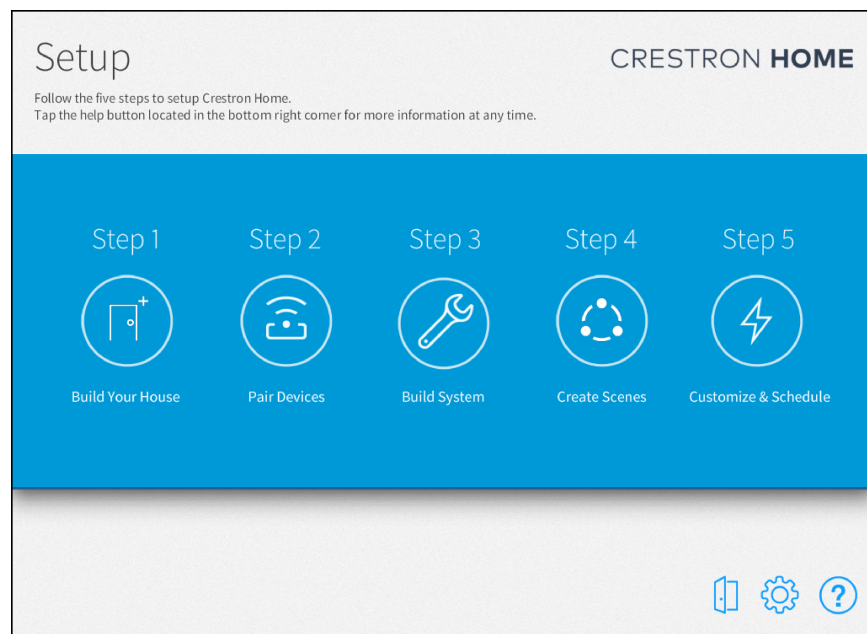 Setup
CRESTRON HOME
Follow the five steps to setup Crestron Home.
Tap the help button located in the bottom right corner for more information at any time.
Step 1
Step 2
Step 3
Step 4
Step 5
Build Your House
Pair Devices
Build System
Create Scenes
Customize & Schedule
?